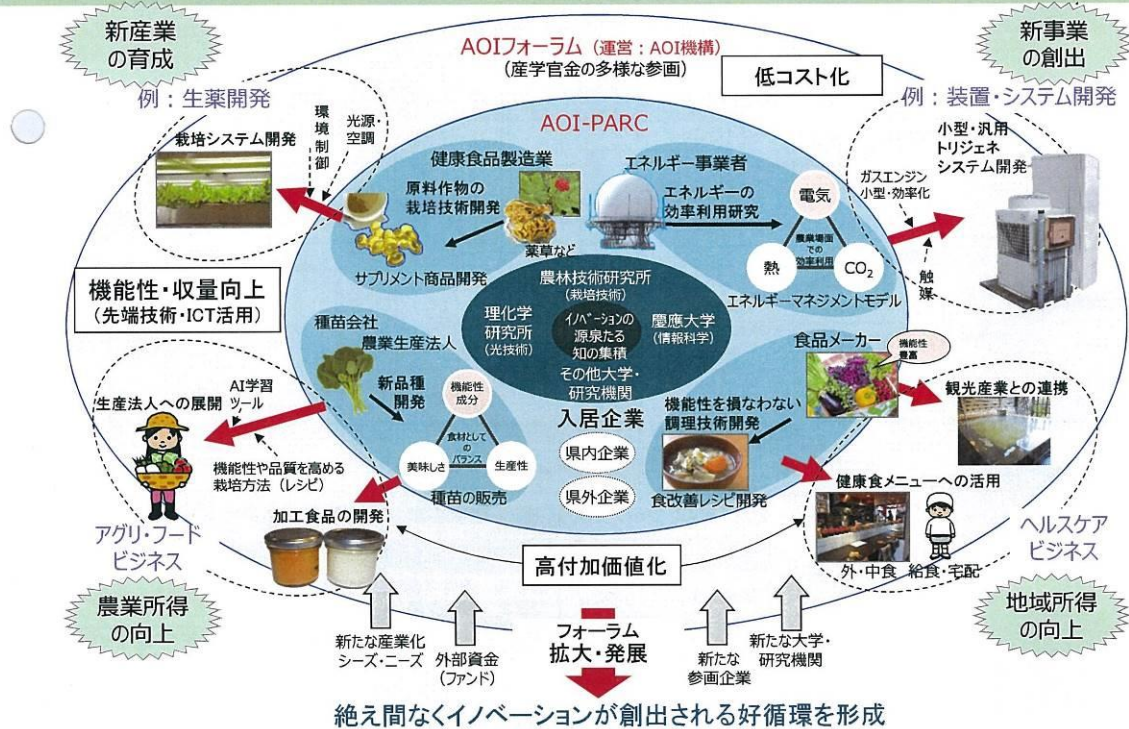 新産業
の育成
AOIフォーラム (運営：AOI機構)
(産学官金の多様な参画)
新事業
の創出
低コスト化
例：生薬開発
例：装置・システム開発
栽培システム開発
環境制御
光源・空調
AOI-PARC
健康食品製造業
原料作物の
栽培技術開発
薬草など
サプリメント商品開発
エネルギー事業者
エネルギーの
効率利用研究
電気
農業場面
での
効率利用
熱
CO₂
エネルギーマネジメントモデル
小型・汎用
トリジェネ
システム開発
ガスエンジン
小型・効率化
触媒
機能性・収量向上
(先端技術・ICT活用)
農林技術研究所
(栽培技術)
理化学
研究所
(光技術)
イノベーションの
源泉たる
知の集積
慶應大学
(情報科学)
その他大学・
研究機関
種苗会社
農業生産法人
新品種
開発
機能性
成分
食材として
の
バランス
美味しさ
生産性
種苗の販売
入居企業
県内企業
県外企業
食品メーカー
機能性
豊富
機能性を損なわない
調理技術開発
食改善レシピ開発
観光産業との連携
生産法人への展開
AI学習
ツール
機能性や品質を高める
栽培方法（レシピ）
加工食品の開発
アグリ・フード
ビジネス
健康食メニューへの活用
外・中食 給食・宅配
ヘルスケア
ビジネス
高付加価値化
農業所得
の向上
地域所得
の向上
新たな産業化
シーズ・ニーズ
外部資金
(ファンド)
フォーラム
拡大・発展
新たな
参画企業
新たな大学・
研究機関
絶え間なくイノベーションが創出される好循環を形成